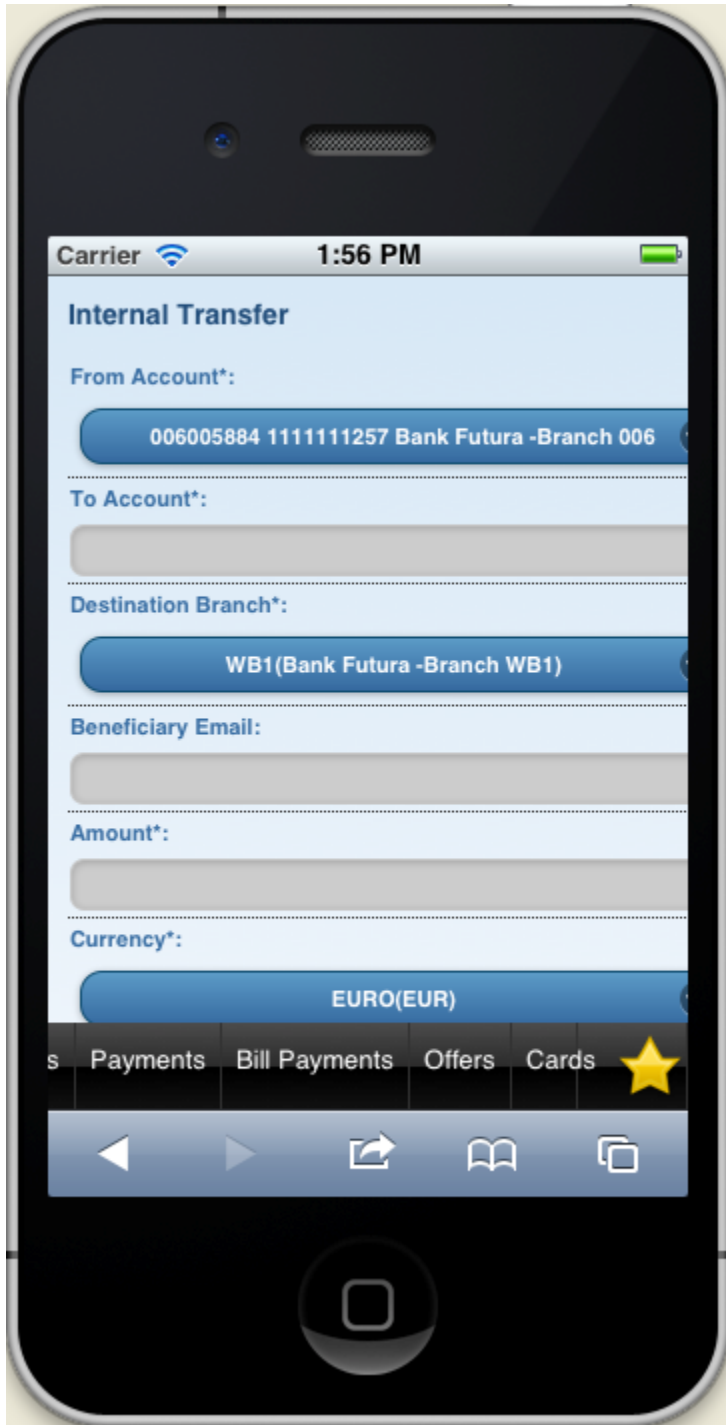 Carrier 1:56 PM
Internal Transfer
From Account*:
006005884 1111111257 Bank Futura -Branch 006
To Account*:
Destination Branch*:
WB1(Bank Futura -Branch WB1)
Beneficiary Email:
Amount*:
Currency*:
EURO(EUR)
s Payments Bill Payments Offers Cards